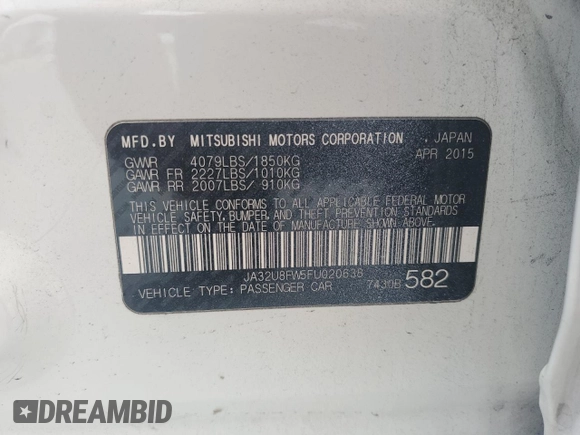 MFD.BY MITSUBISHI MOTORS CORPORATION, JAPAN
GVWR 4079LBS/1850KG APR 2015
GAWR FR 2227LBS/1010KG
GAWR RR 2007LBS/ 910KG
THIS VEHICLE CONFORMS TO ALL APPLICABLE FEDERAL MOTOR
VEHICLE SAFETY, BUMPER, AND THEFT PREVENTION STANDARDS
IN EFFECT ON THE DATE OF MANUFACTURE SHOWN ABOVE.
JA32U8FW5FU020638
VEHICLE TYPE: PASSENGER CAR 7430B 582
DREAMBID